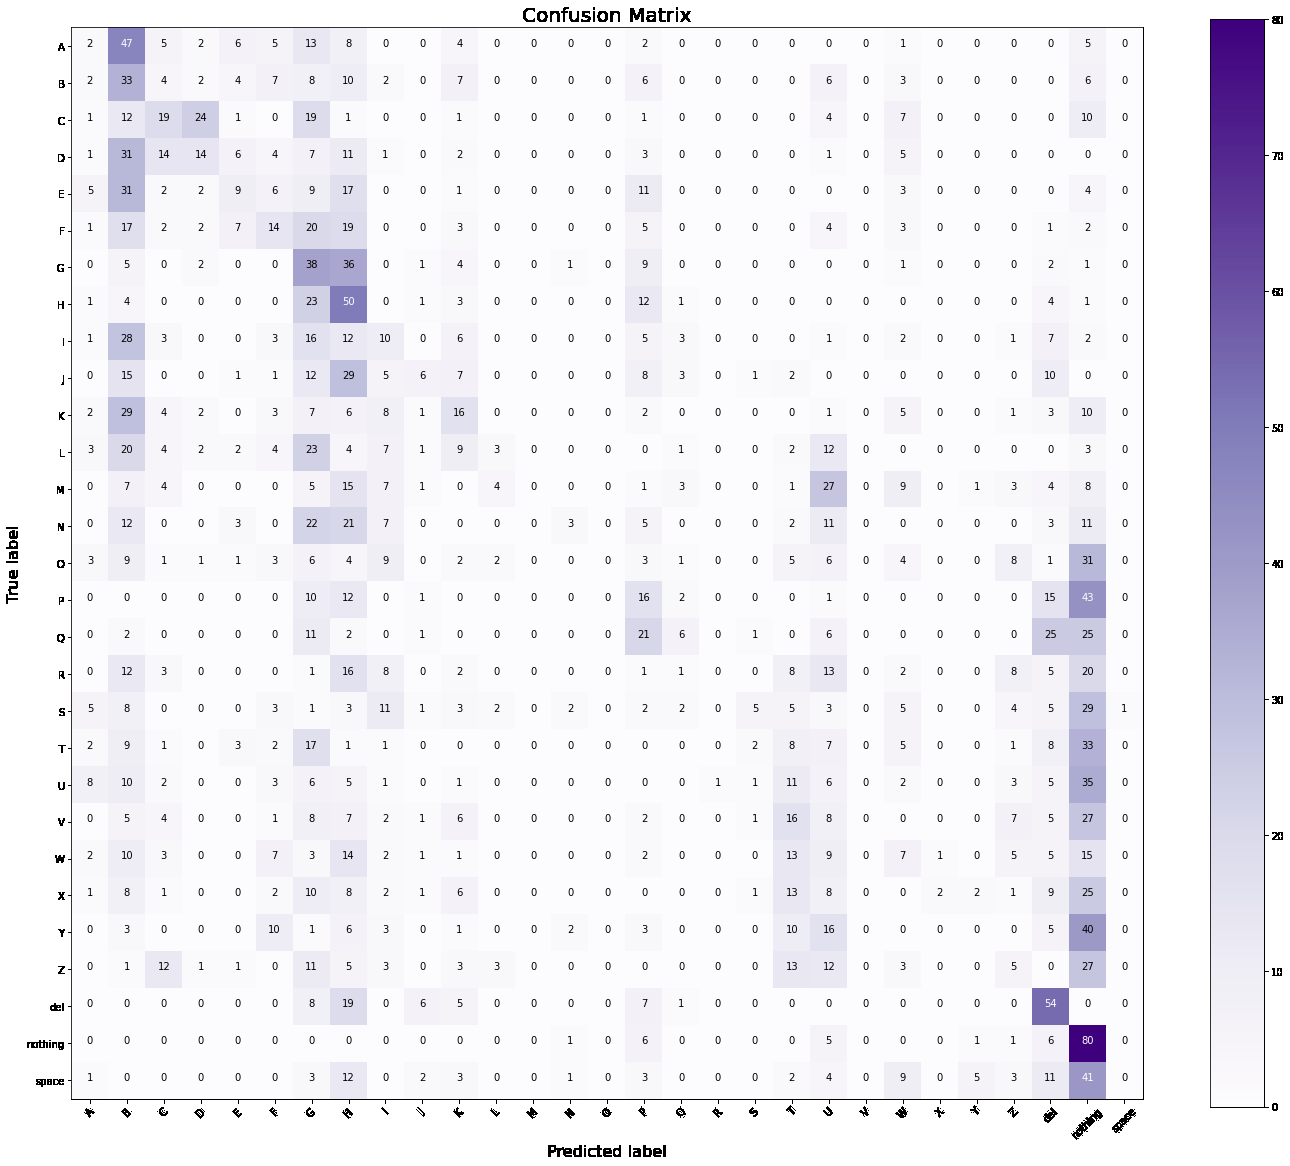 Confusion Matrix
A 2 47 5 2 6 5 13 8 0 0 4 0 0 0 0 2 0 0 0 0 0 0 1 0 0 0 0 5 0
B 2 33 4 2 4 7 8 10 2 0 7 0 0 0 0 6 0 0 0 0 6 0 3 0 0 0 0 6 0
C 1 12 19 24 1 0 19 1 0 0 1 0 0 0 0 1 0 0 0 0 4 0 7 0 0 0 0 10 0
D 1 31 14 14 6 4 7 11 1 0 2 0 0 0 0 3 0 0 0 0 1 0 5 0 0 0 0 0 0
E 5 31 2 2 9 6 9 17 0 0 1 0 0 0 0 11 0 0 0 0 0 0 3 0 0 0 0 4 0
F 1 17 2 2 7 14 20 19 0 0 3 0 0 0 0 5 0 0 0 0 4 0 3 0 0 0 1 2 0
G 0 5 0 2 0 0 38 36 0 1 4 0 0 1 0 9 0 0 0 0 0 0 1 0 0 0 2 1 0
H 1 4 0 0 0 0 23 50 0 1 3 0 0 0 0 12 1 0 0 0 0 0 0 0 0 0 4 1 0
I 1 28 3 0 0 3 16 12 10 0 6 0 0 0 0 5 3 0 0 0 1 0 2 0 0 1 7 2 0
J 0 15 0 0 1 1 12 29 5 6 7 0 0 0 0 8 3 0 1 2 0 0 0 0 0 0 10 0 0
K 2 29 4 2 0 3 7 6 8 1 16 0 0 0 0 2 0 0 0 0 1 0 5 0 0 1 3 10 0
L 3 20 4 2 2 4 23 4 7 1 9 3 0 0 0 0 1 0 0 2 12 0 0 0 0 0 0 3 0
M 0 7 4 0 0 0 5 15 7 1 0 4 0 0 0 1 3 0 0 1 27 0 9 0 1 3 4 8 0
N 0 12 0 0 3 0 22 21 7 0 0 0 0 3 0 5 0 0 0 2 11 0 0 0 0 0 3 11 0
O 3 9 1 1 1 3 6 4 9 0 2 2 0 0 0 3 1 0 0 5 6 0 4 0 0 8 1 31 0
P 0 0 0 0 0 0 10 12 0 1 0 0 0 0 0 16 2 0 0 0 1 0 0 0 0 0 15 43 0
Q 0 2 0 0 0 0 11 2 0 1 0 0 0 0 0 21 6 0 1 0 6 0 0 0 0 0 25 25 0
R 0 12 3 0 0 0 1 16 8 0 2 0 0 0 0 1 1 0 0 8 13 0 2 0 0 8 5 20 0
S 5 8 0 0 0 3 1 3 11 1 3 2 0 2 0 2 2 0 5 5 3 0 5 0 0 4 5 29 1
T 2 9 1 0 3 2 17 1 1 0 0 0 0 0 0 0 0 0 2 8 7 0 5 0 0 1 8 33 0
U 8 10 2 0 0 3 6 5 1 0 1 0 0 0 0 0 0 1 1 11 6 0 2 0 0 3 5 35 0
V 0 5 4 0 0 1 8 7 2 1 6 0 0 0 0 2 0 0 1 16 8 0 0 0 0 7 5 27 0
W 2 10 3 0 0 7 3 14 2 1 1 0 0 0 0 2 0 0 0 13 9 0 7 1 0 5 5 15 0
X 1 8 1 0 0 2 10 8 2 1 6 0 0 0 0 0 0 0 1 13 8 0 0 2 2 1 9 25 0
Y 0 3 0 0 0 10 1 6 3 0 1 0 0 2 0 3 0 0 0 10 16 0 0 0 0 0 5 40 0
Z 0 1 12 1 1 0 11 5 3 0 3 3 0 0 0 0 0 0 0 13 12 0 3 0 0 5 0 27 0
del 0 0 0 0 0 0 8 19 0 6 5 0 0 0 0 7 1 0 0 0 0 0 0 0 0 0 54 0 0
nothing 0 0 0 0 0 0 0 0 0 0 0 0 0 1 0 6 0 0 0 0 5 0 0 0 1 1 6 80 0
space 1 0 0 0 0 0 3 12 0 2 3 0 0 1 0 3 0 0 0 2 4 0 9 0 5 3 11 41 0
A B C D E F G H I J K L M N O P Q R S T U V W X Y Z del nothing space
True label
Predicted label
80
70
60
50
40
30
20
10
0